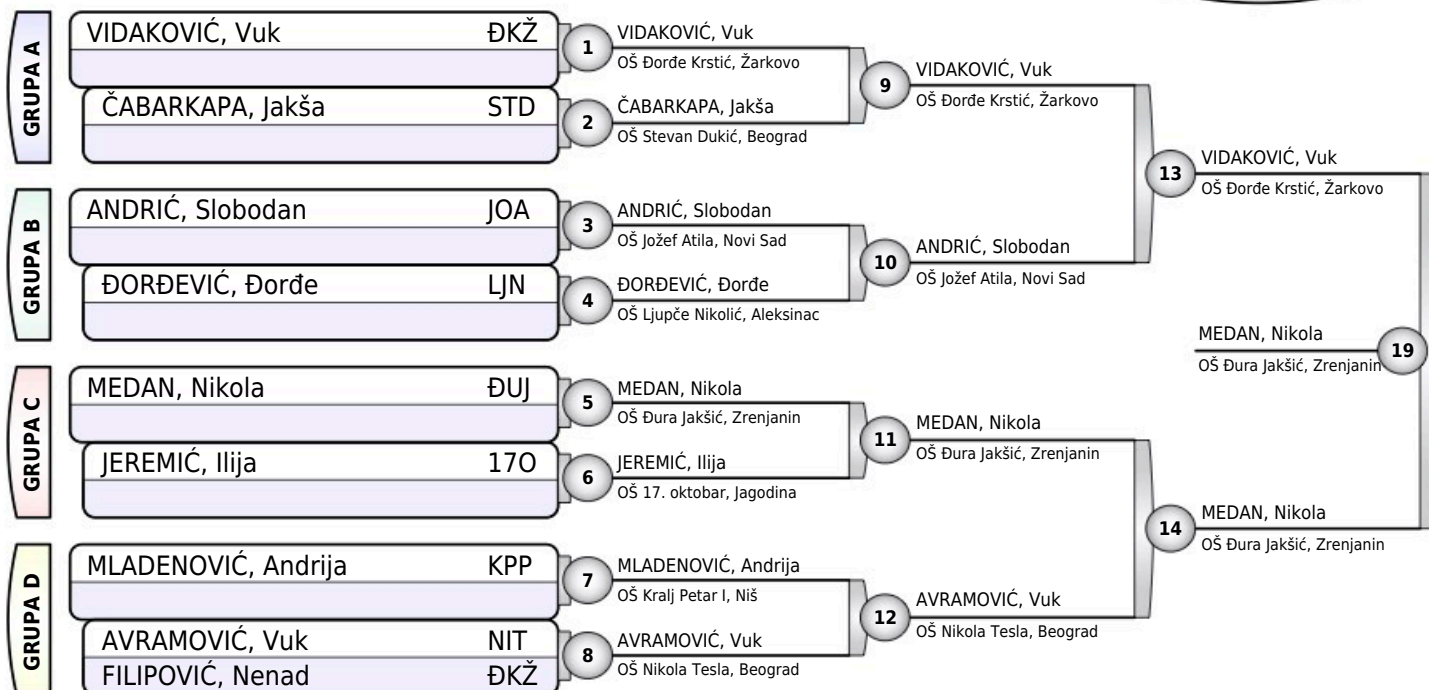 GRUPA A
VIDAKOVIĆ, Vuk ĐKŽ
ČABARKAPA, Jakša STD
GRUPA B
ANDRIĆ, Slobodan JOA
ĐORĐEVIĆ, Đorđe LJN
GRUPA C
MEDAN, Nikola ĐUJ
JEREMIĆ, Ilija 17O
GRUPA D
MLADENOVIĆ, Andrija KPP
AVRAMOVIĆ, Vuk NIT
FILIPOVIĆ, Nenad ĐKŽ
1 VIDAKOVIĆ, Vuk
OŠ Đorđe Krstić, Žarkovo
2 ČABARKAPA, Jakša
OŠ Stevan Dukić, Beograd
3 ANDRIĆ, Slobodan
OŠ Jožef Atila, Novi Sad
4 ĐORĐEVIĆ, Đorđe
OŠ Ljupče Nikolić, Aleksinac
5 MEDAN, Nikola
OŠ Đura Jakšić, Zrenjanin
6 JEREMIĆ, Ilija
OŠ 17. oktobar, Jagodina
7 MLADENOVIĆ, Andrija
OŠ Kralj Petar I, Niš
8 AVRAMOVIĆ, Vuk
OŠ Nikola Tesla, Beograd
9 VIDAKOVIĆ, Vuk
OŠ Đorđe Krstić, Žarkovo
10 ANDRIĆ, Slobodan
OŠ Jožef Atila, Novi Sad
11 MEDAN, Nikola
OŠ Đura Jakšić, Zrenjanin
12 AVRAMOVIĆ, Vuk
OŠ Nikola Tesla, Beograd
13 VIDAKOVIĆ, Vuk
OŠ Đorđe Krstić, Žarkovo
14 MEDAN, Nikola
OŠ Đura Jakšić, Zrenjanin
MEDAN, Nikola 19
OŠ Đura Jakšić, Zrenjanin